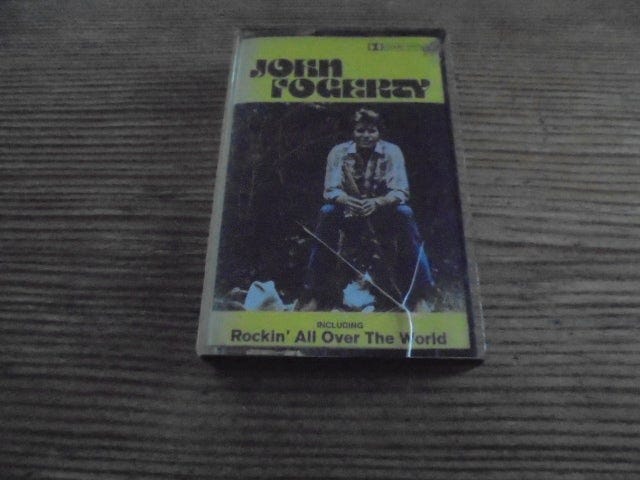 JOHN
FOGERTY
INCLUDING
Rockin' All Over The World